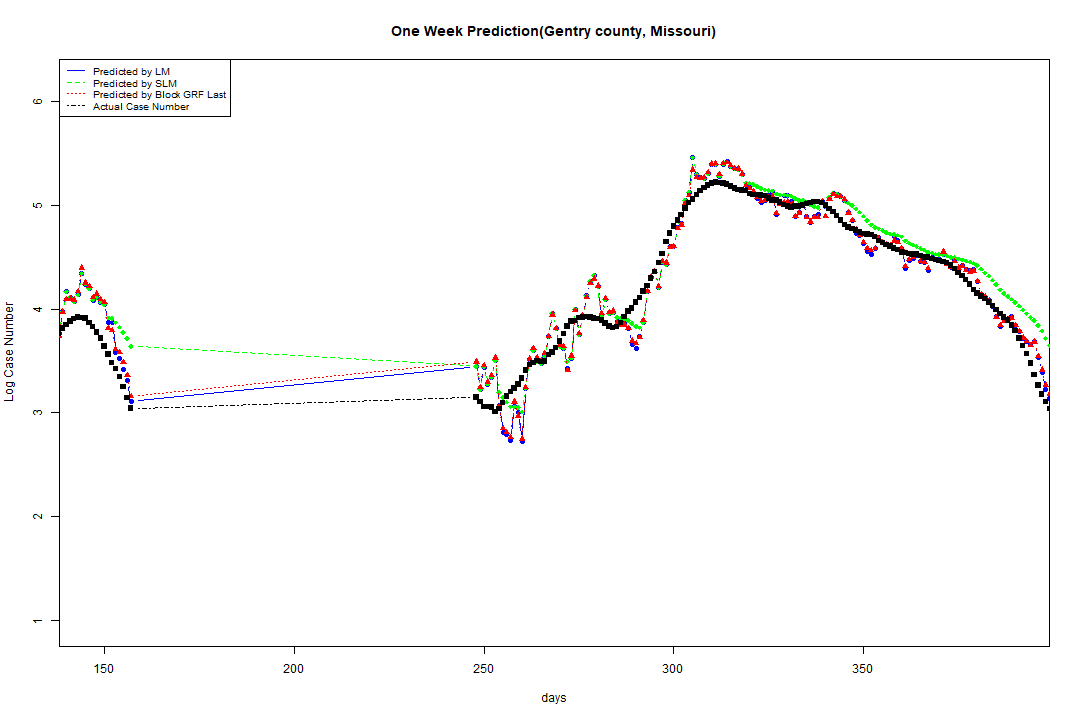 One Week Prediction(Gentry county, Missouri)
Predicted by LM
Predicted by SLM
Predicted by Block GRF Last
Actual Case Number
6
5
4
3
2
1
Log Case Number
150 200 250 300 350
days